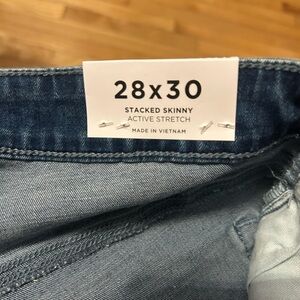 28x30
STACKED SKINNY
ACTIVE STRETCH
MADE IN VIETNAM